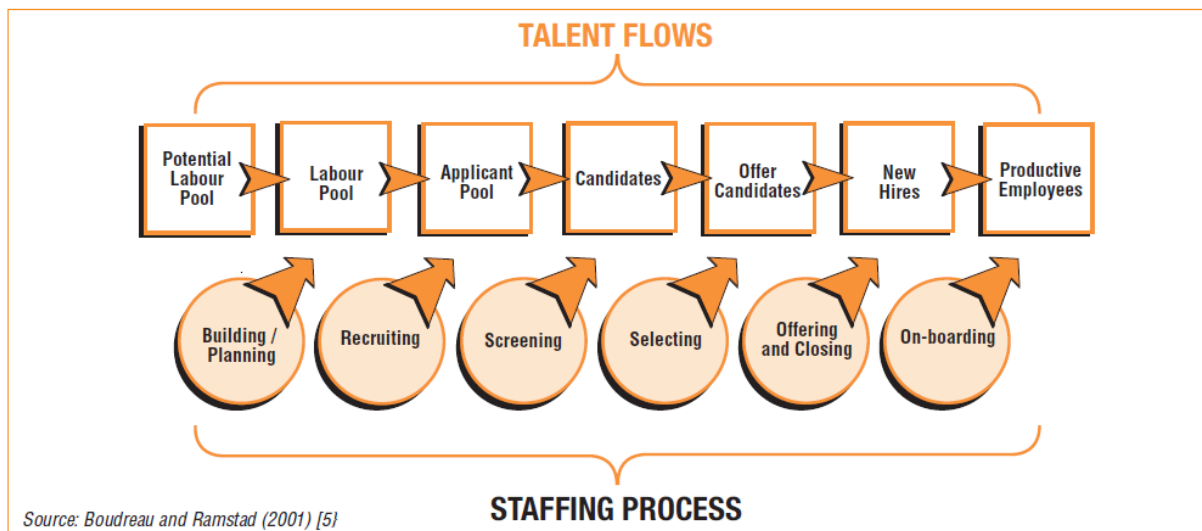 TALENT FLOWS
Potential
Labour
Pool
Labour
Pool
Applicant
Pool
Candidates
Offer
Candidates
New
Hires
Productive
Employees
Building /
Planning
Recruiting
Screening
Selecting
Offering
and Closing
On-boarding
STAFFING PROCESS
Source: Boudreau and Ramstad (2001) [5}